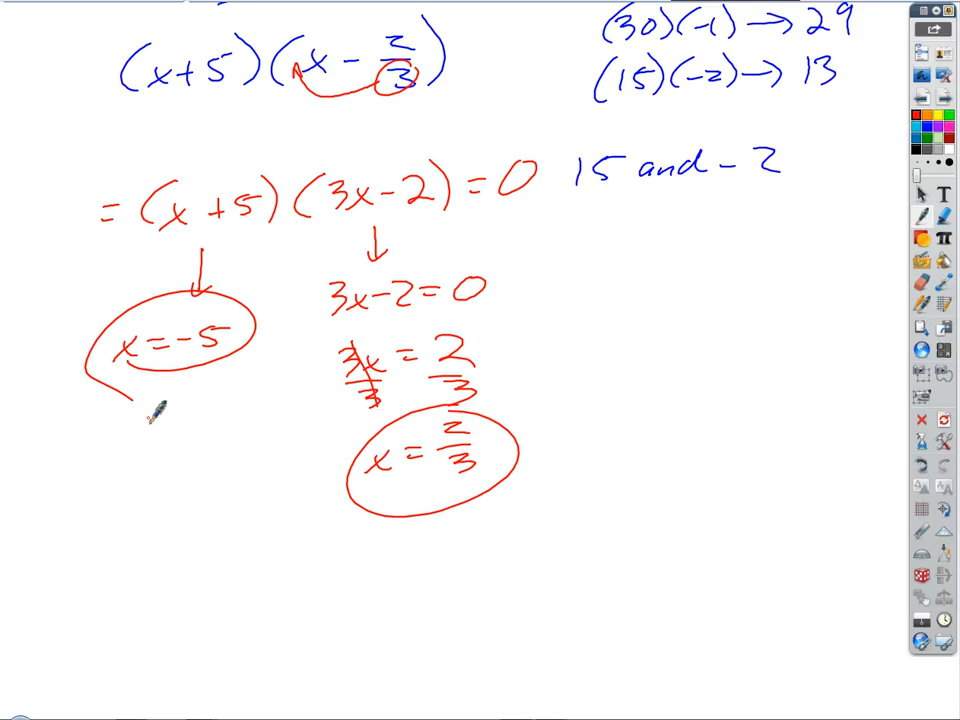 (30)(-1) → 29
(x+5)(x - 2/3)
(15)(-2) → 13
15 and -2
= (x+5)(3x-2) = 0
3x-2=0
x=-5
3x/3 = 2/3
x = 2/3